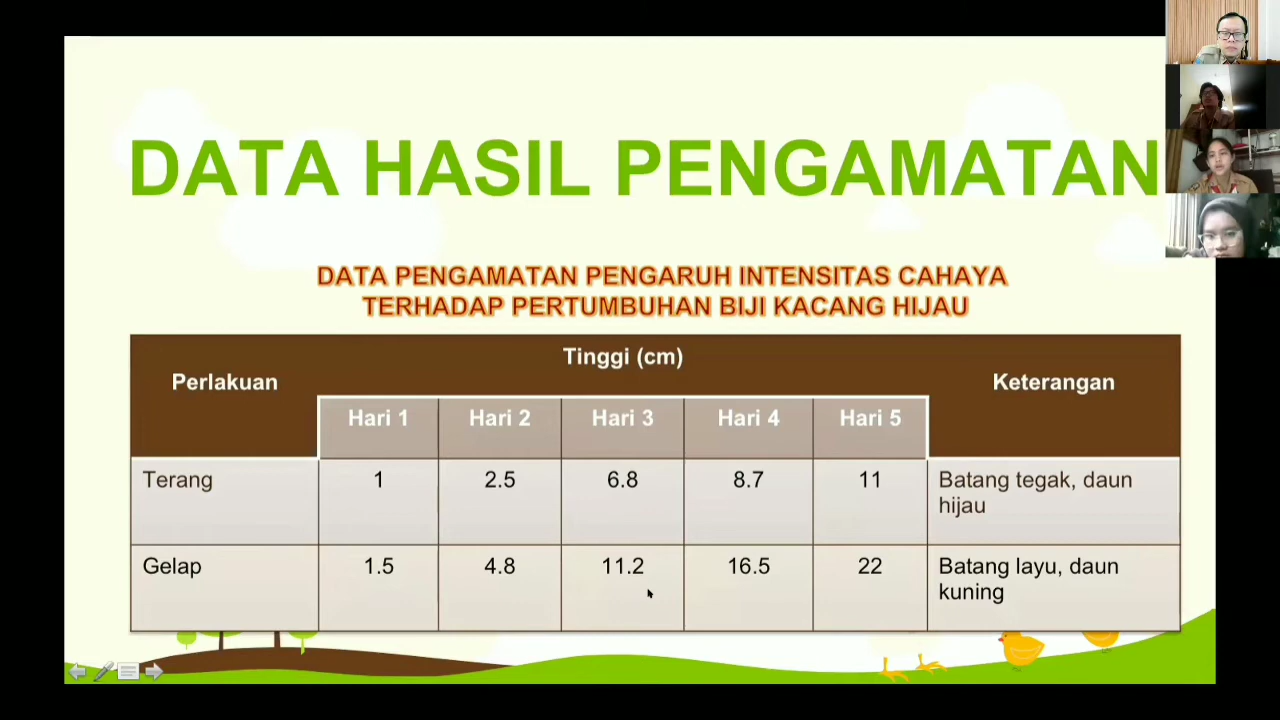 DATA HASIL PENGAMATAN
DATA PENGAMATAN PENGARUH INTENSITAS CAHAYA
TERHADAP PERTUMBUHAN BIJI KACANG HIJAU
Perlakuan Tinggi (cm) Keterangan
Hari 1 Hari 2 Hari 3 Hari 4 Hari 5
Terang 1 2.5 6.8 8.7 11 Batang tegak, daun
hijau
Gelap 1.5 4.8 11.2 16.5 22 Batang layu, daun
kuning